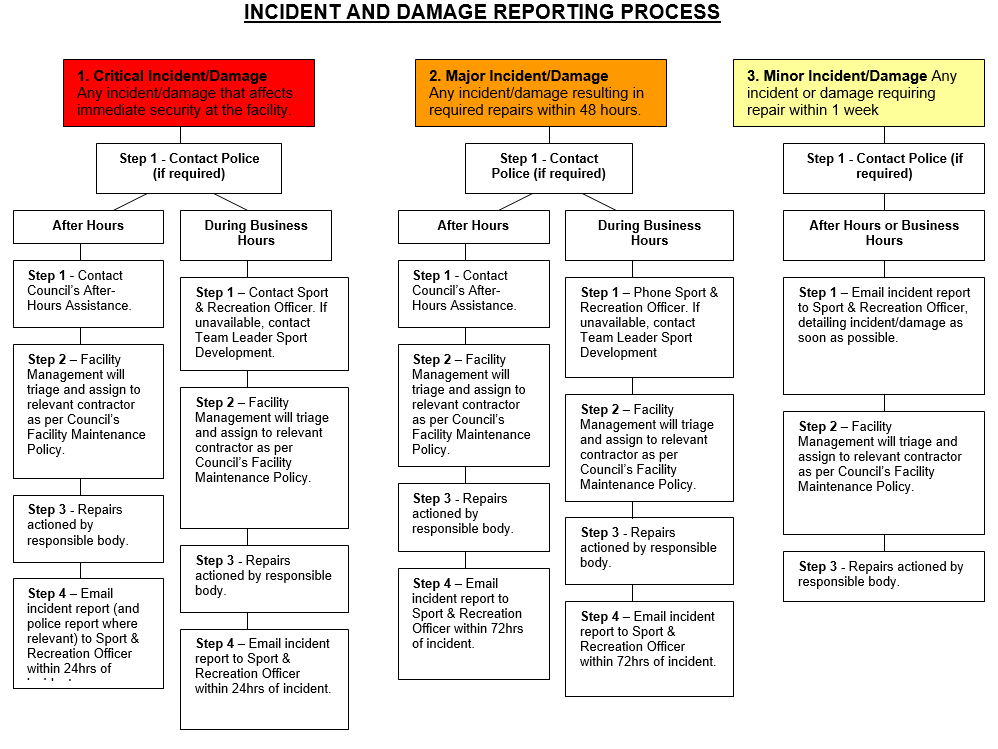 INCIDENT AND DAMAGE REPORTING PROCESS
1. Critical Incident/Damage
Any incident/damage that affects
immediate security at the facility.
Step 1 - Contact Police
(if required)
After Hours
Step 1 - Contact
Council's After-
Hours Assistance.
Step 2 – Facility
Management will
triage and assign to
relevant contractor
as per Council's
Facility Maintenance
Policy.
Step 3 - Repairs
actioned by
responsible body.
Step 4 – Email
incident report (and
police report where
relevant) to Sport &
Recreation Officer
within 24hrs of
During Business
Hours
Step 1 – Contact Sport
& Recreation Officer. If
unavailable, contact
Team Leader Sport
Development.
Step 2 – Facility
Management will triage
and assign to relevant
contractor as per
Council's Facility
Maintenance Policy.
Step 3 - Repairs
actioned by responsible
body.
Step 4 – Email incident
report to Sport &
Recreation Officer
within 24hrs of incident.
2. Major Incident/Damage
Any incident/damage resulting in
required repairs within 48 hours.
Step 1 - Contact
Police (if required)
After Hours
Step 1 - Contact
Council's After-
Hours Assistance.
Step 2 – Facility
Management will
triage and assign to
relevant contractor
as per Council's
Facility Maintenance
Policy.
Step 3 - Repairs
actioned by
responsible body.
Step 4 – Email
incident report to
Sport & Recreation
Officer within 72hrs
of incident.
During Business
Hours
Step 1 – Phone Sport &
Recreation Officer. If
unavailable, contact
Team Leader Sport
Development
Step 2 – Facility
Management will triage
and assign to relevant
contractor as per
Council's Facility
Maintenance Policy.
Step 3 - Repairs
actioned by responsible
body.
Step 4 – Email incident
report to Sport &
Recreation Officer
within 72hrs of incident.
3. Minor Incident/Damage Any
incident or damage requiring
repair within 1 week
Step 1 - Contact Police (if
required)
After Hours or Business
Hours
Step 1 – Email incident report
to Sport & Recreation Officer,
detailing incident/damage as
soon as possible.
Step 2 – Facility
Management will triage and
assign to relevant contractor
as per Council's Facility
Maintenance Policy.
Step 3 - Repairs actioned by
responsible body.